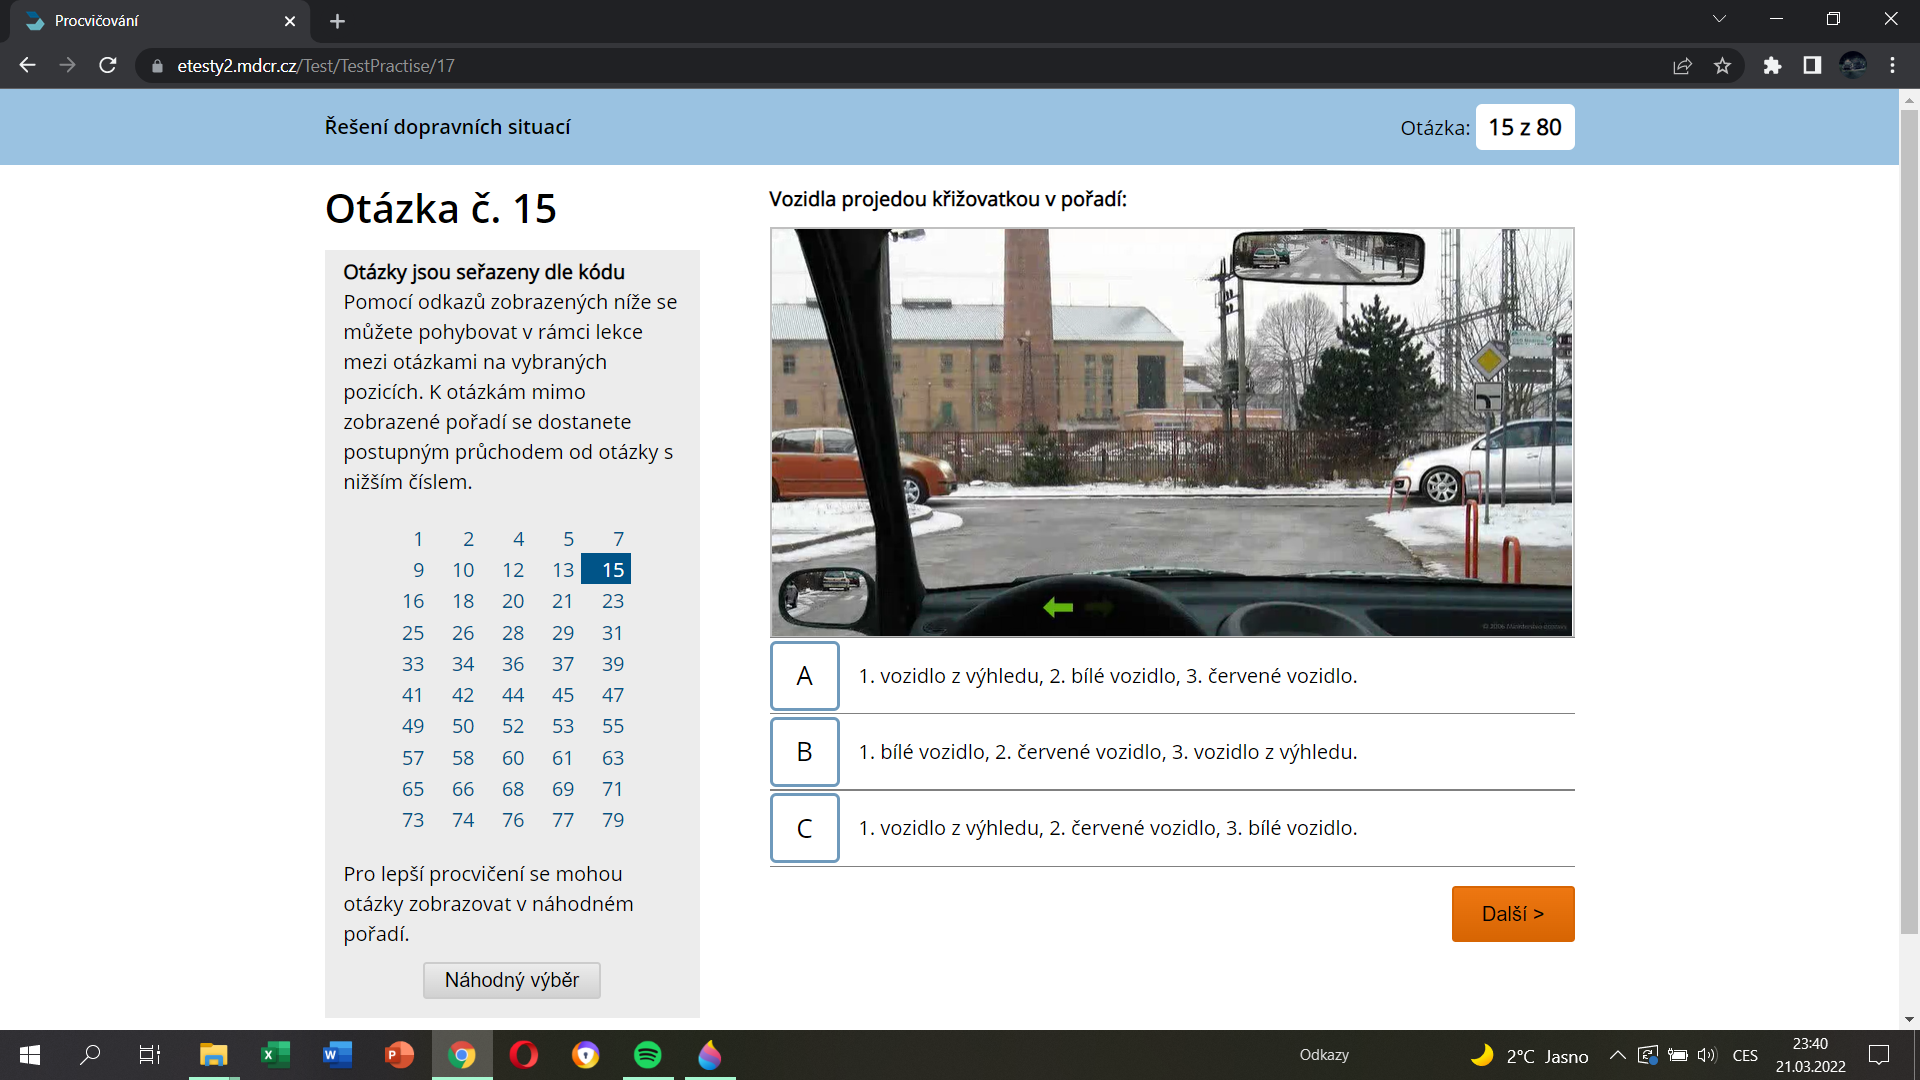 Procvičování
etesty2.mdcr.cz/Test/TestPractise/17
Řešení dopravních situací
Otázka: 15 z 80
Otázka č. 15
Otázky jsou seřazeny dle kódu
Pomocí odkazů zobrazených níže se
můžete pohybovat v rámci lekce
mezi otázkami na vybraných
pozicích. K otázkám mimo
zobrazené pořadí se dostanete
postupným průchodem od otázky s
nižším číslem.
1 2 4 5 7
9 10 12 13 15
16 18 20 21 23
25 26 28 29 31
33 34 36 37 39
41 42 44 45 47
49 50 52 53 55
57 58 60 61 63
65 66 68 69 71
73 74 76 77 79
Pro lepší procvičení se mohou
otázky zobrazovat v náhodném
pořadí.
Náhodný výběr
Vozidla projedou křižovatkou v pořadí:
A 1. vozidlo z výhledu, 2. bílé vozidlo, 3. červené vozidlo.
B 1. bílé vozidlo, 2. červené vozidlo, 3. vozidlo z výhledu.
C 1. vozidlo z výhledu, 2. červené vozidlo, 3. bílé vozidlo.
Další >
Odkazy
2°C Jasno
CES
23:40
21.03.2022